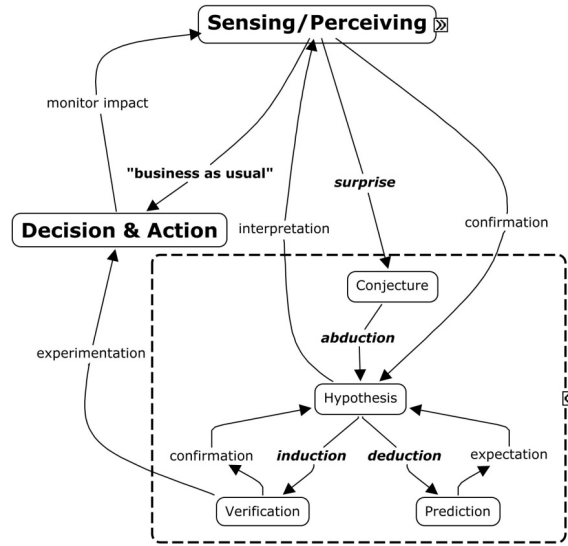 Sensing/Perceiving
monitor impact
"business as usual"
surprise
Decision & Action
interpretation
confirmation
Conjecture
abduction
experimentation
Hypothesis
confirmation
induction
deduction
expectation
Verification
Prediction